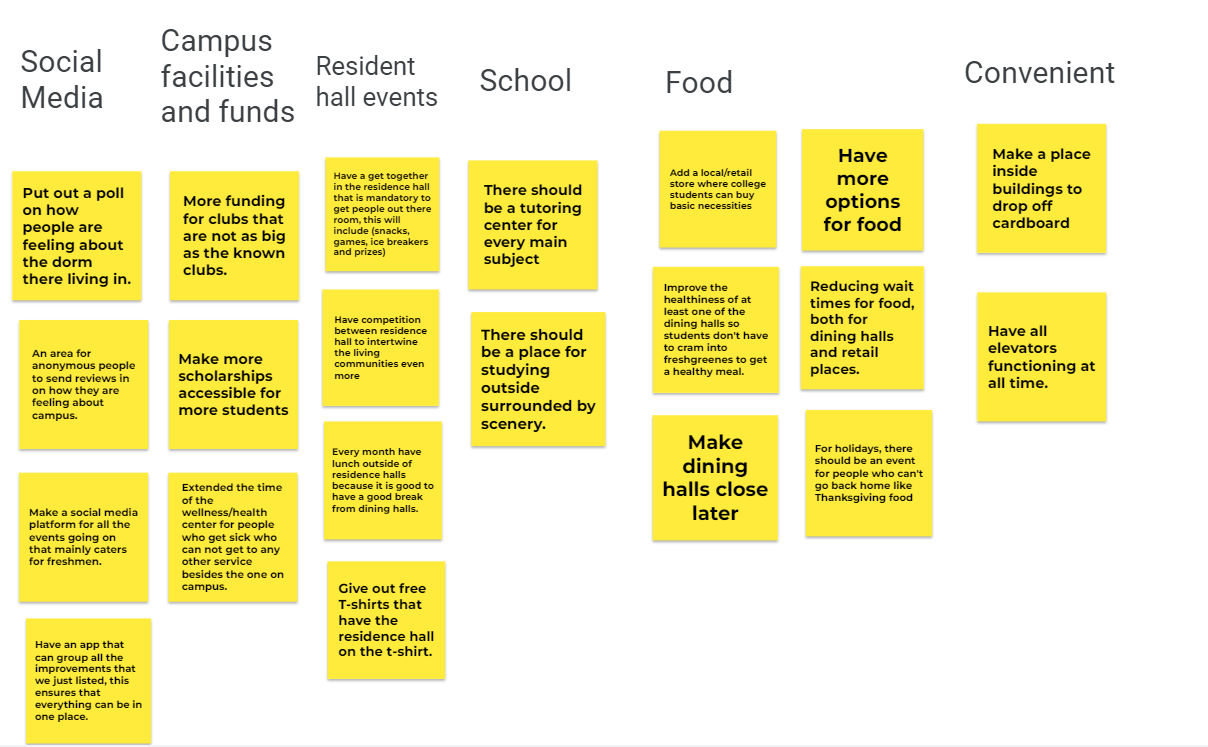 Social
Media
Put out a poll
on how
people are
feeling about
the dorm
there living in.
An area for
anonymous people
to send reviews in
on how they are
feeling about
campus.
Make a social media
platform for all the
events going on
that mainly caters
for freshmen.
Have an app that
can group all the
improvements that
we just listed, this
ensures that
everything can be in
one place.
Campus
facilities
and funds
More funding
for clubs that
are not as big
as the known
clubs.
Make more
scholarships
accessible for
more students
Extended the time
of the
wellness/health
center for people
who get sick who
can not get to any
other service
besides the one on
campus.
Resident
hall events
Have a get together
in the residence hall
that is mandatory to
get people out there
room, this will
include (snacks,
games, ice breakers
and prizes)
Have competition
between residence
hall to intertwine
the living
communities even
more
Every month have
lunch outside of
residence halls
because it is good to
have a good break
from dining halls.
Give out free
T-shirts that
have the
residence hall
on the t-shirt.
School
There should
be a tutoring
center for
every main
subject
There should
be a place for
studying
outside
surrounded by
scenery.
Food
Add a local/retail
store where college
students can buy
basic necessities
Improve the
healthiness of at
least one of the
dining halls so
students don't have
to cram into
freshgreenes to get
a healthy meal.
Make
dining
halls close
later
Have
more
options
for food
Reducing wait
times for food,
both for
dining halls
and retail
places.
For holidays, there
should be an event
for people who can't
go back home like
Thanksgiving food
Convenient
Make a place
inside
buildings to
drop off
cardboard
Have all
elevators
functioning at
all time.